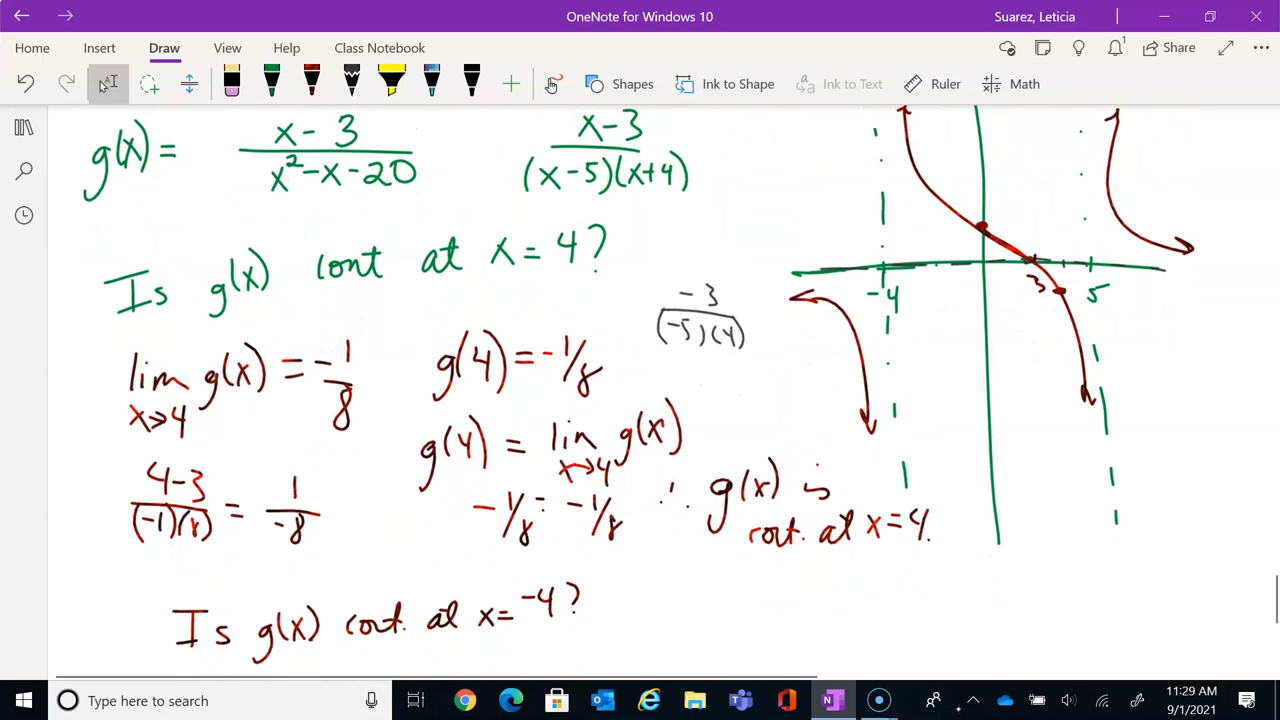 OneNote for Windows 10
Suarez, Leticia
Home Insert Draw View Help Class Notebook
Share
Shapes
Ink to Shape
Ink to Text
Ruler
Math
g(x) = x - 3 / x² - x - 20
x - 3 / (x - 5)(x + 4)
Is g(x) cont at x = 4?
-3 / (-5)(4)
lim x→4 g(x) = -1/8
g(4) = -1/8
g(4) = lim x→4 g(x)
4-3 / (-1)(8) = 1 / -8
-1/8 = -1/8 ∴ g(x) is
cont. at x = 4.
Is g(x) cont. at x = -4?
-4 3 5
Type here to search
11:29 AM
9/1/2021